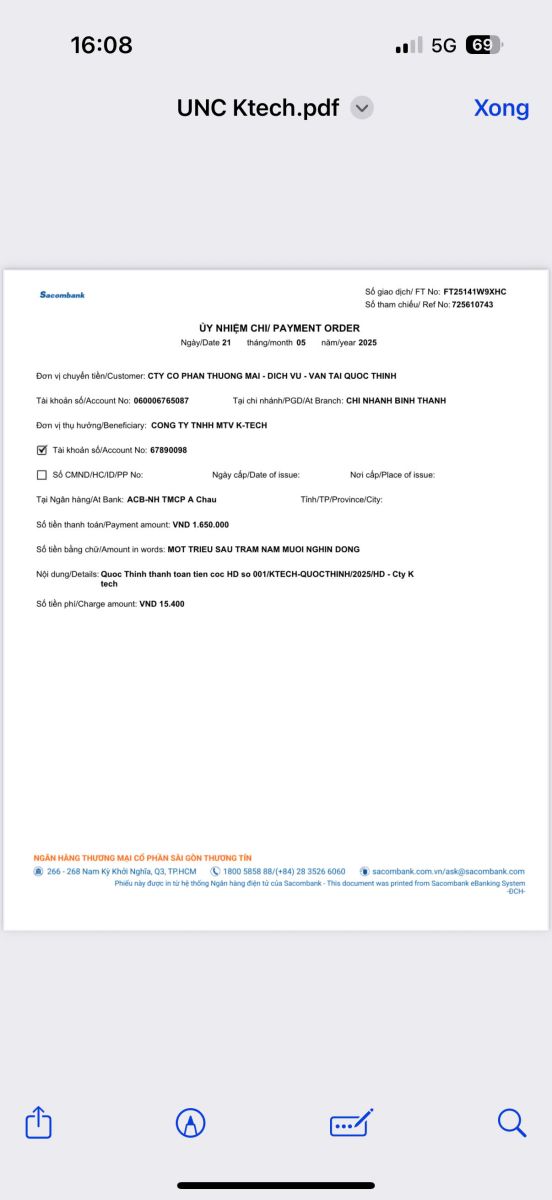 16:08
5G 69
UNC Ktech.pdf
Xong
Sacombank
Số giao dịch/ FT No: FT25141W9XHC
Số tham chiếu/ Ref No: 725610743
ỦY NHIỆM CHI/ PAYMENT ORDER
Ngày/Date 21 tháng/month 05 năm/year 2025
Đơn vị chuyển tiền/Customer: CTY CO PHAN THUONG MAI - DICH VU - VAN TAI QUOC THINH
Tài khoản số/Account No: 060006765087 Tại chi nhánh/PGD/At Branch: CHI NHANH BINH THANH
Đơn vị thụ hưởng/Beneficiary: CONG TY TNHH MTV K-TECH
Tài khoản số/Account No: 67890098
Số CMND/HC/ID/PP No: Ngày cấp/Date of issue: Nơi cấp/Place of issue:
Tại Ngân hàng/At Bank: ACB-NH TMCP A Chau Tỉnh/TP/Province/City:
Số tiền thanh toán/Payment amount: VND 1.650.000
Số tiền bằng chữ/Amount in words: MOT TRIEU SAU TRAM NAM MUOI NGHIN DONG
Nội dung/Details: Quoc Thinh thanh toan tien coc HD so 001/KTECH-QUOCTHINH/2025/HD - Cty K
tech
Số tiền phí/Charge amount: VND 15.400
NGÂN HÀNG THƯƠNG MẠI CỔ PHẦN SÀI GÒN THƯƠNG TÍN
266 - 268 Nam Kỳ Khởi Nghĩa, Q3, TP.HCM 1800 5858 88/(+84) 28 3526 6060 sacombank.com.vn/ask@sacombank.com
Phiếu này được in từ hệ thống Ngân hàng điện tử của Sacombank - This document was printed from Sacombank eBanking System
-ĐCH-